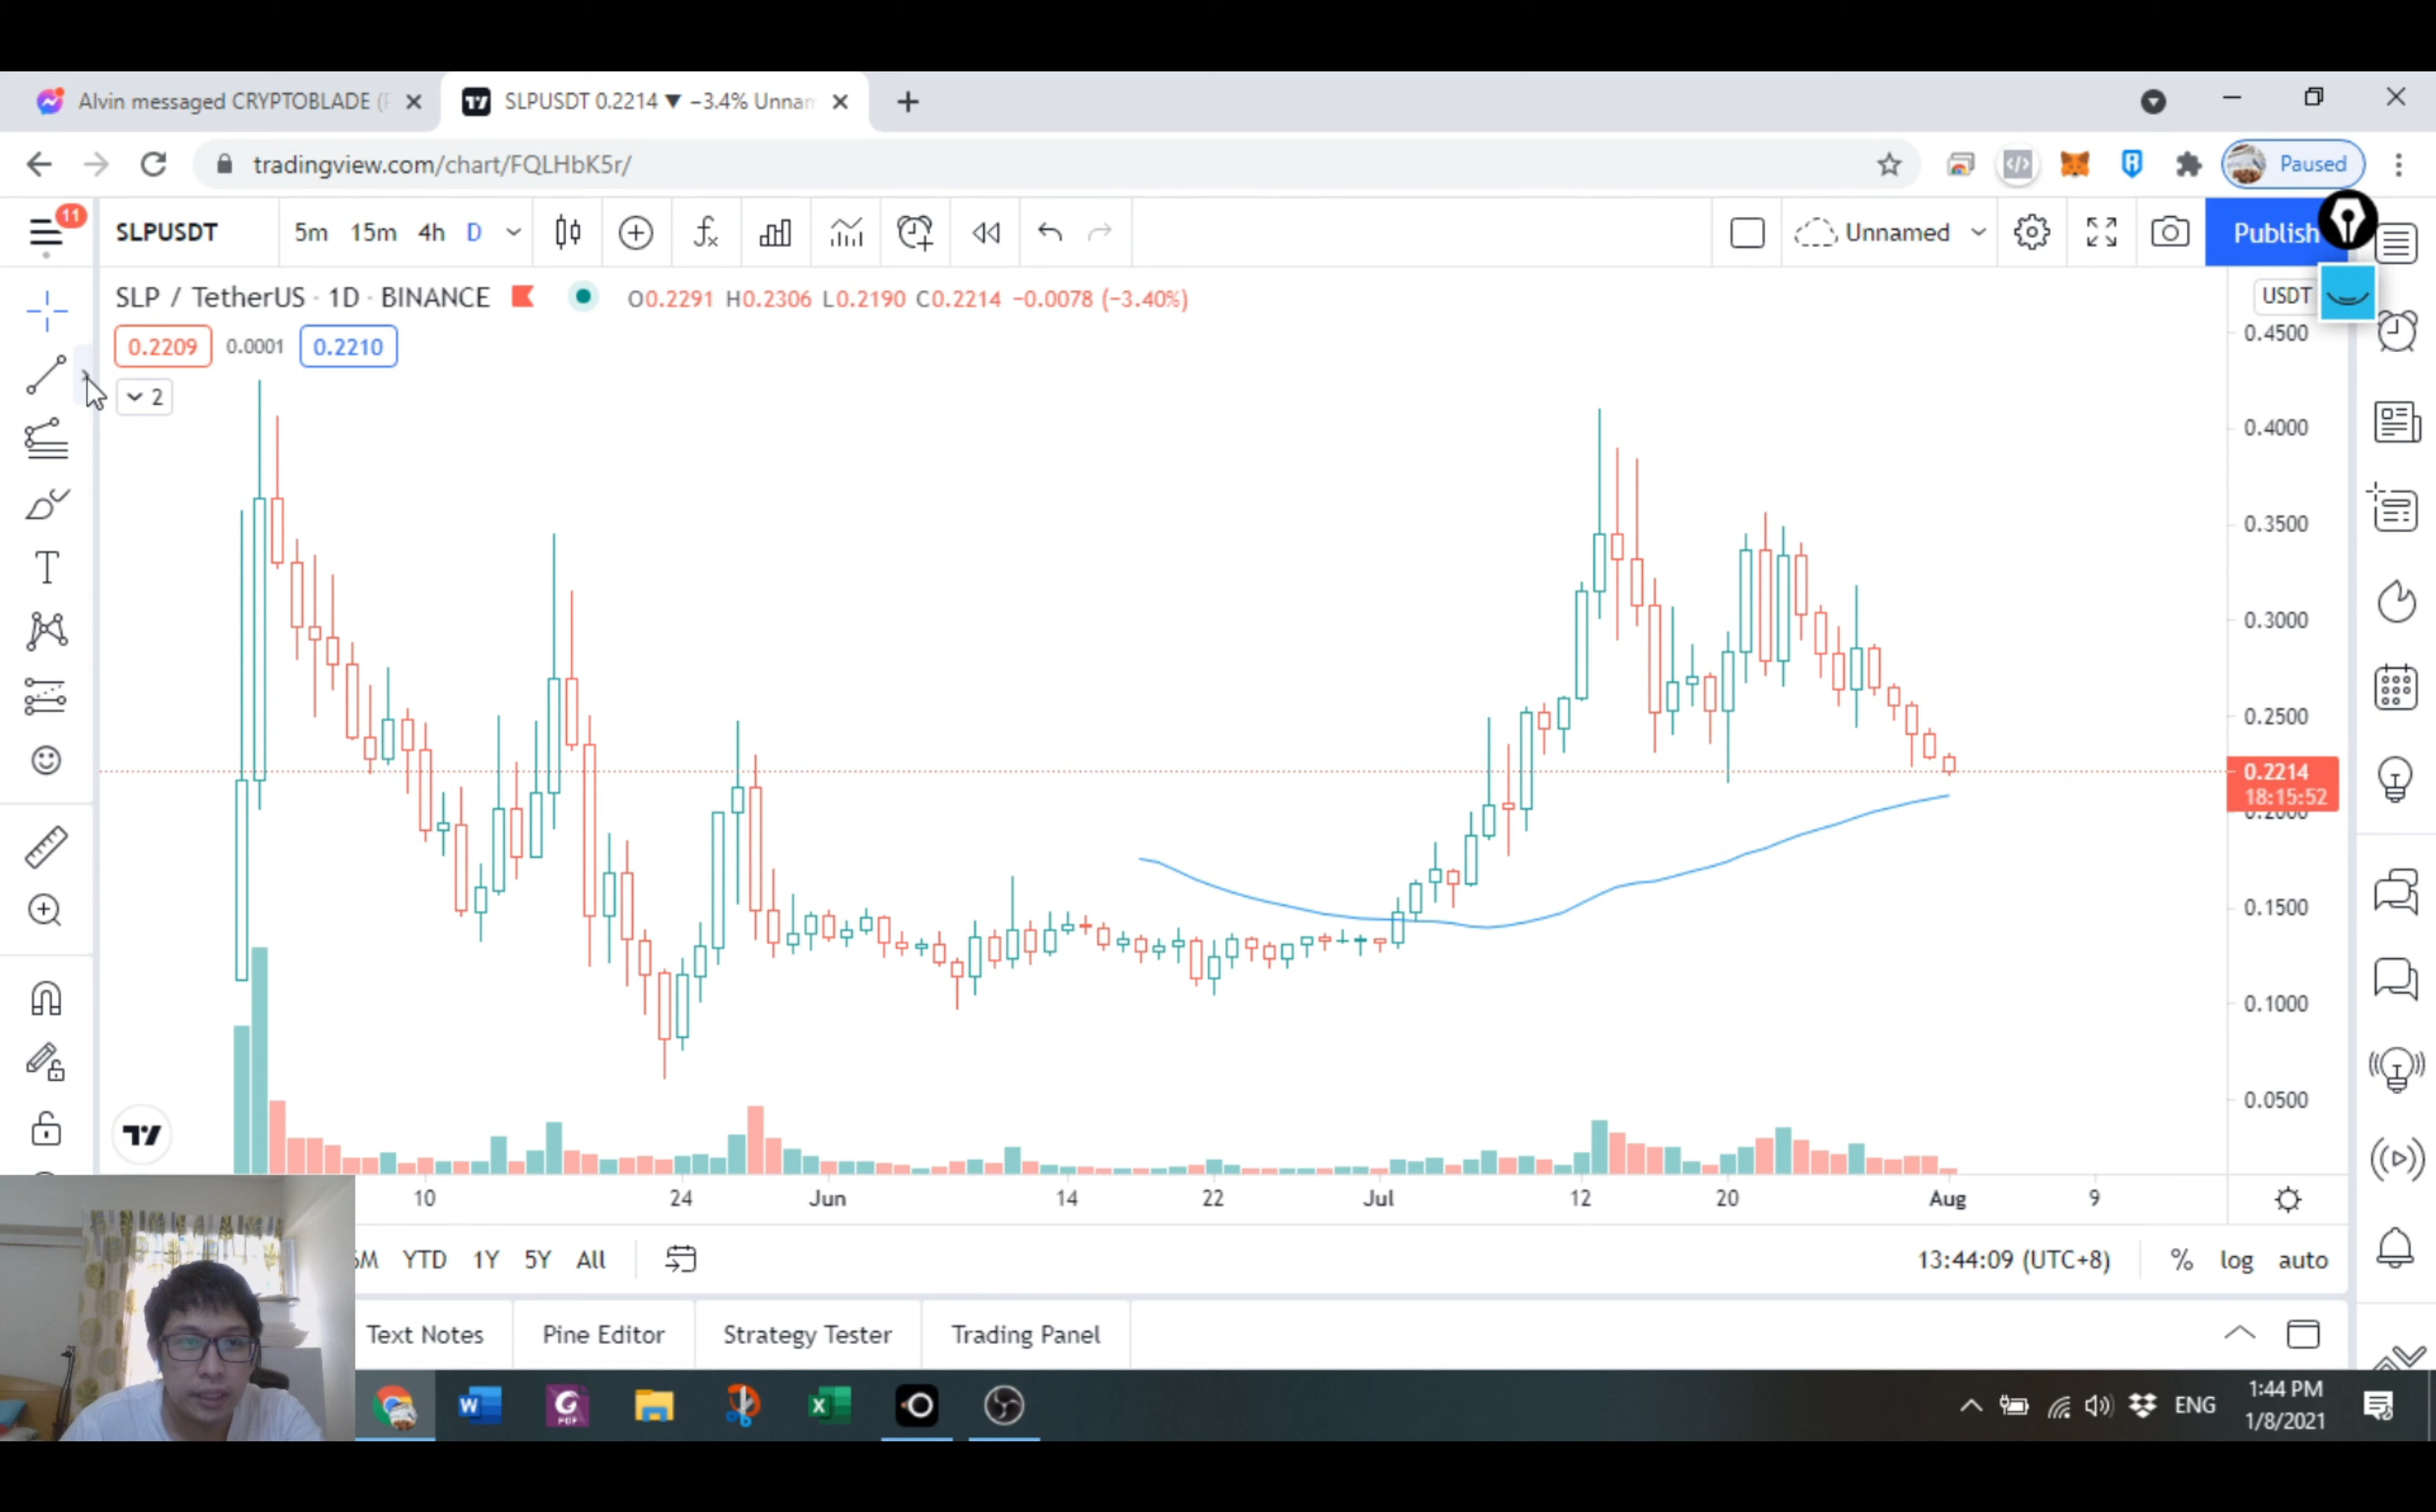 Alvin messaged CRYPTOBLADE (
SLPUSDT 0.2214 ▼ −3.4% Unnam
tradingview.com/chart/FQLHbK5r/
Paused
11
SLPUSDT 5m 15m 4h D
Unnamed
Publish
SLP / TetherUS · 1D · BINANCE O0.2291 H0.2306 L0.2190 C0.2214 −0.0078 (−3.40%)
USDT
0.2209 0.0001 0.2210
2
T
0.4500
0.4000
0.3500
0.3000
0.2500
0.2214
18:15:52
0.2000
0.1500
0.1000
0.0500
10 24 Jun 14 22 Jul 12 20 Aug 9
YTD 1Y 5Y All
13:44:09 (UTC+8) % log auto
Text Notes Pine Editor Strategy Tester Trading Panel
W
G
PDF
X
ENG
1:44 PM
1/8/2021